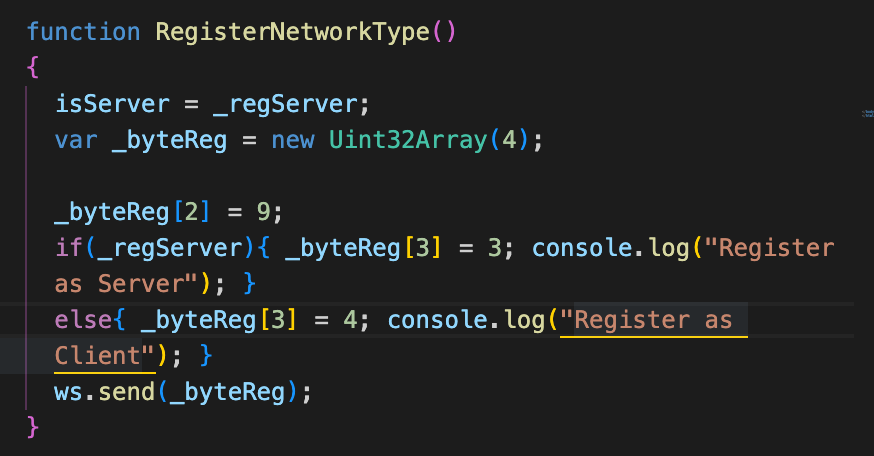 function RegisterNetworkType()
{
isServer = _regServer;
var _byteReg = new Uint32Array(4);
_byteReg[2] = 9;
if(_regServer){ _byteReg[3] = 3; console.log("Register
as Server"); }
else{ _byteReg[3] = 4; console.log("Register as
Client"); }
ws.send(_byteReg);
}